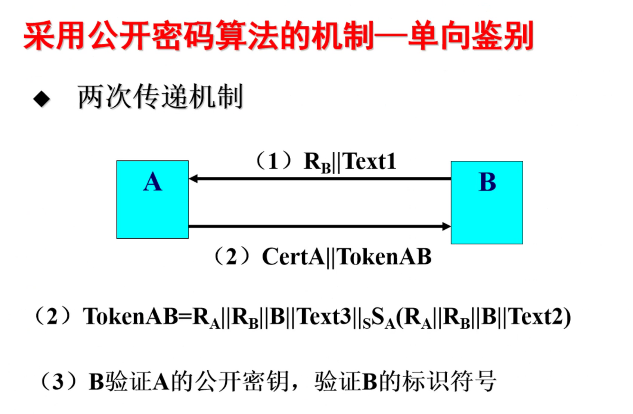 采用公开密码算法的机制—单向鉴别
◆ 两次传递机制
（1）R_B||Text1
A
B
（2）CertA||TokenAB
（2）TokenAB=R_A||R_B||B||Text3||_SS_A(R_A||R_B||B||Text2)
（3）B验证A的公开密钥，验证B的标识符号